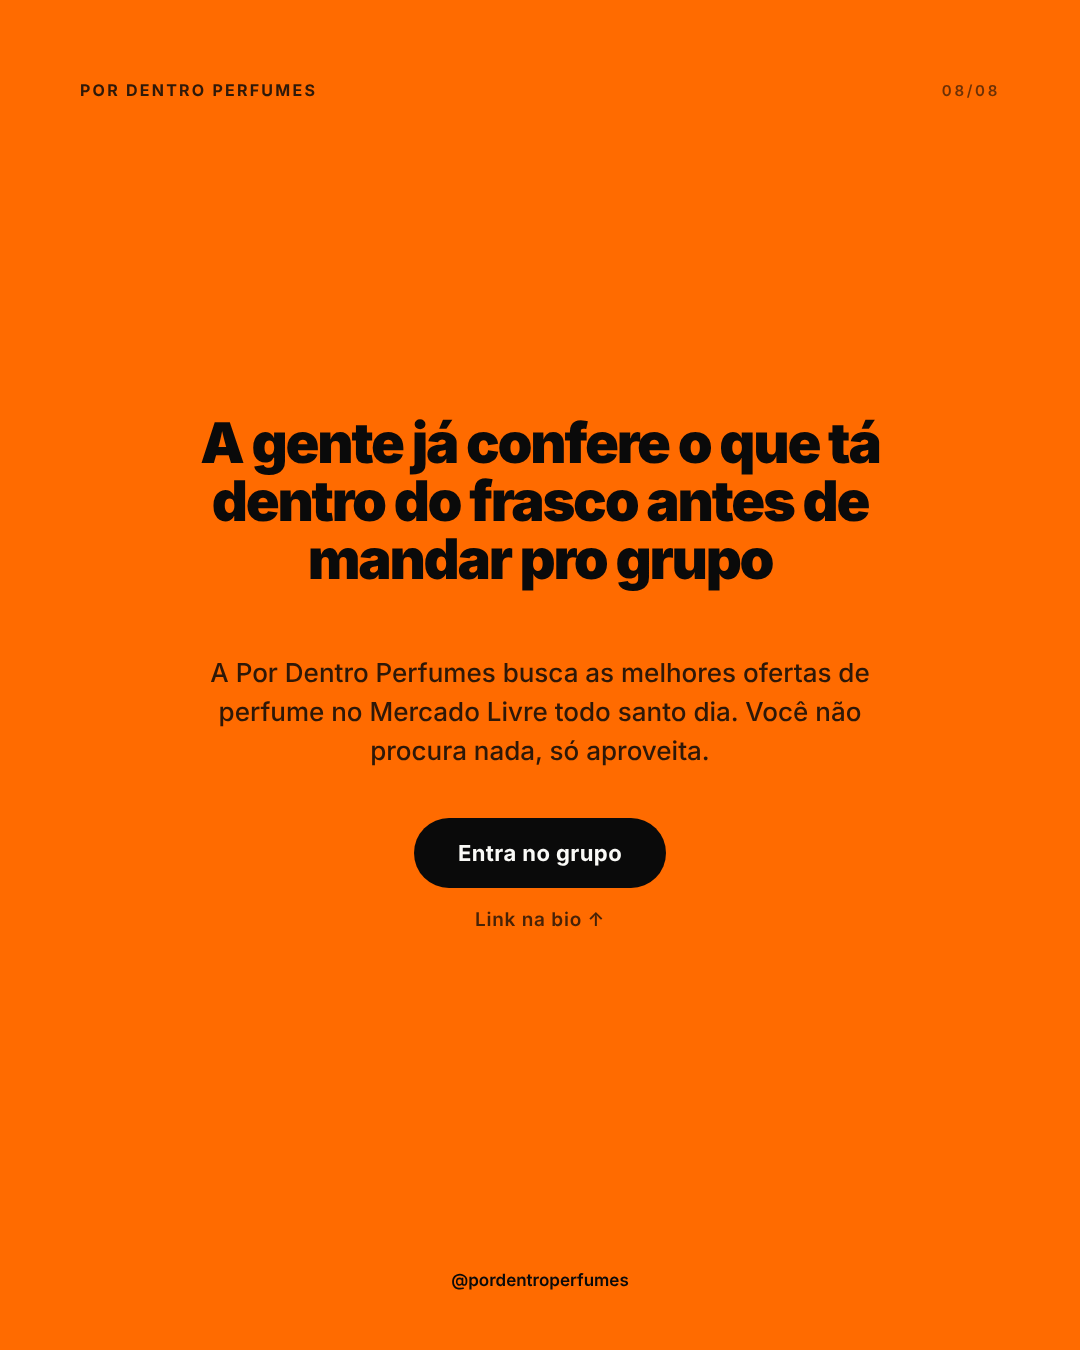 POR DENTRO PERFUMES
08/08
A gente já confere o que tá
dentro do frasco antes de
mandar pro grupo
A Por Dentro Perfumes busca as melhores ofertas de
perfume no Mercado Livre todo santo dia. Você não
procura nada, só aproveita.
Entra no grupo
Link na bio ↑
@pordentroperfumes